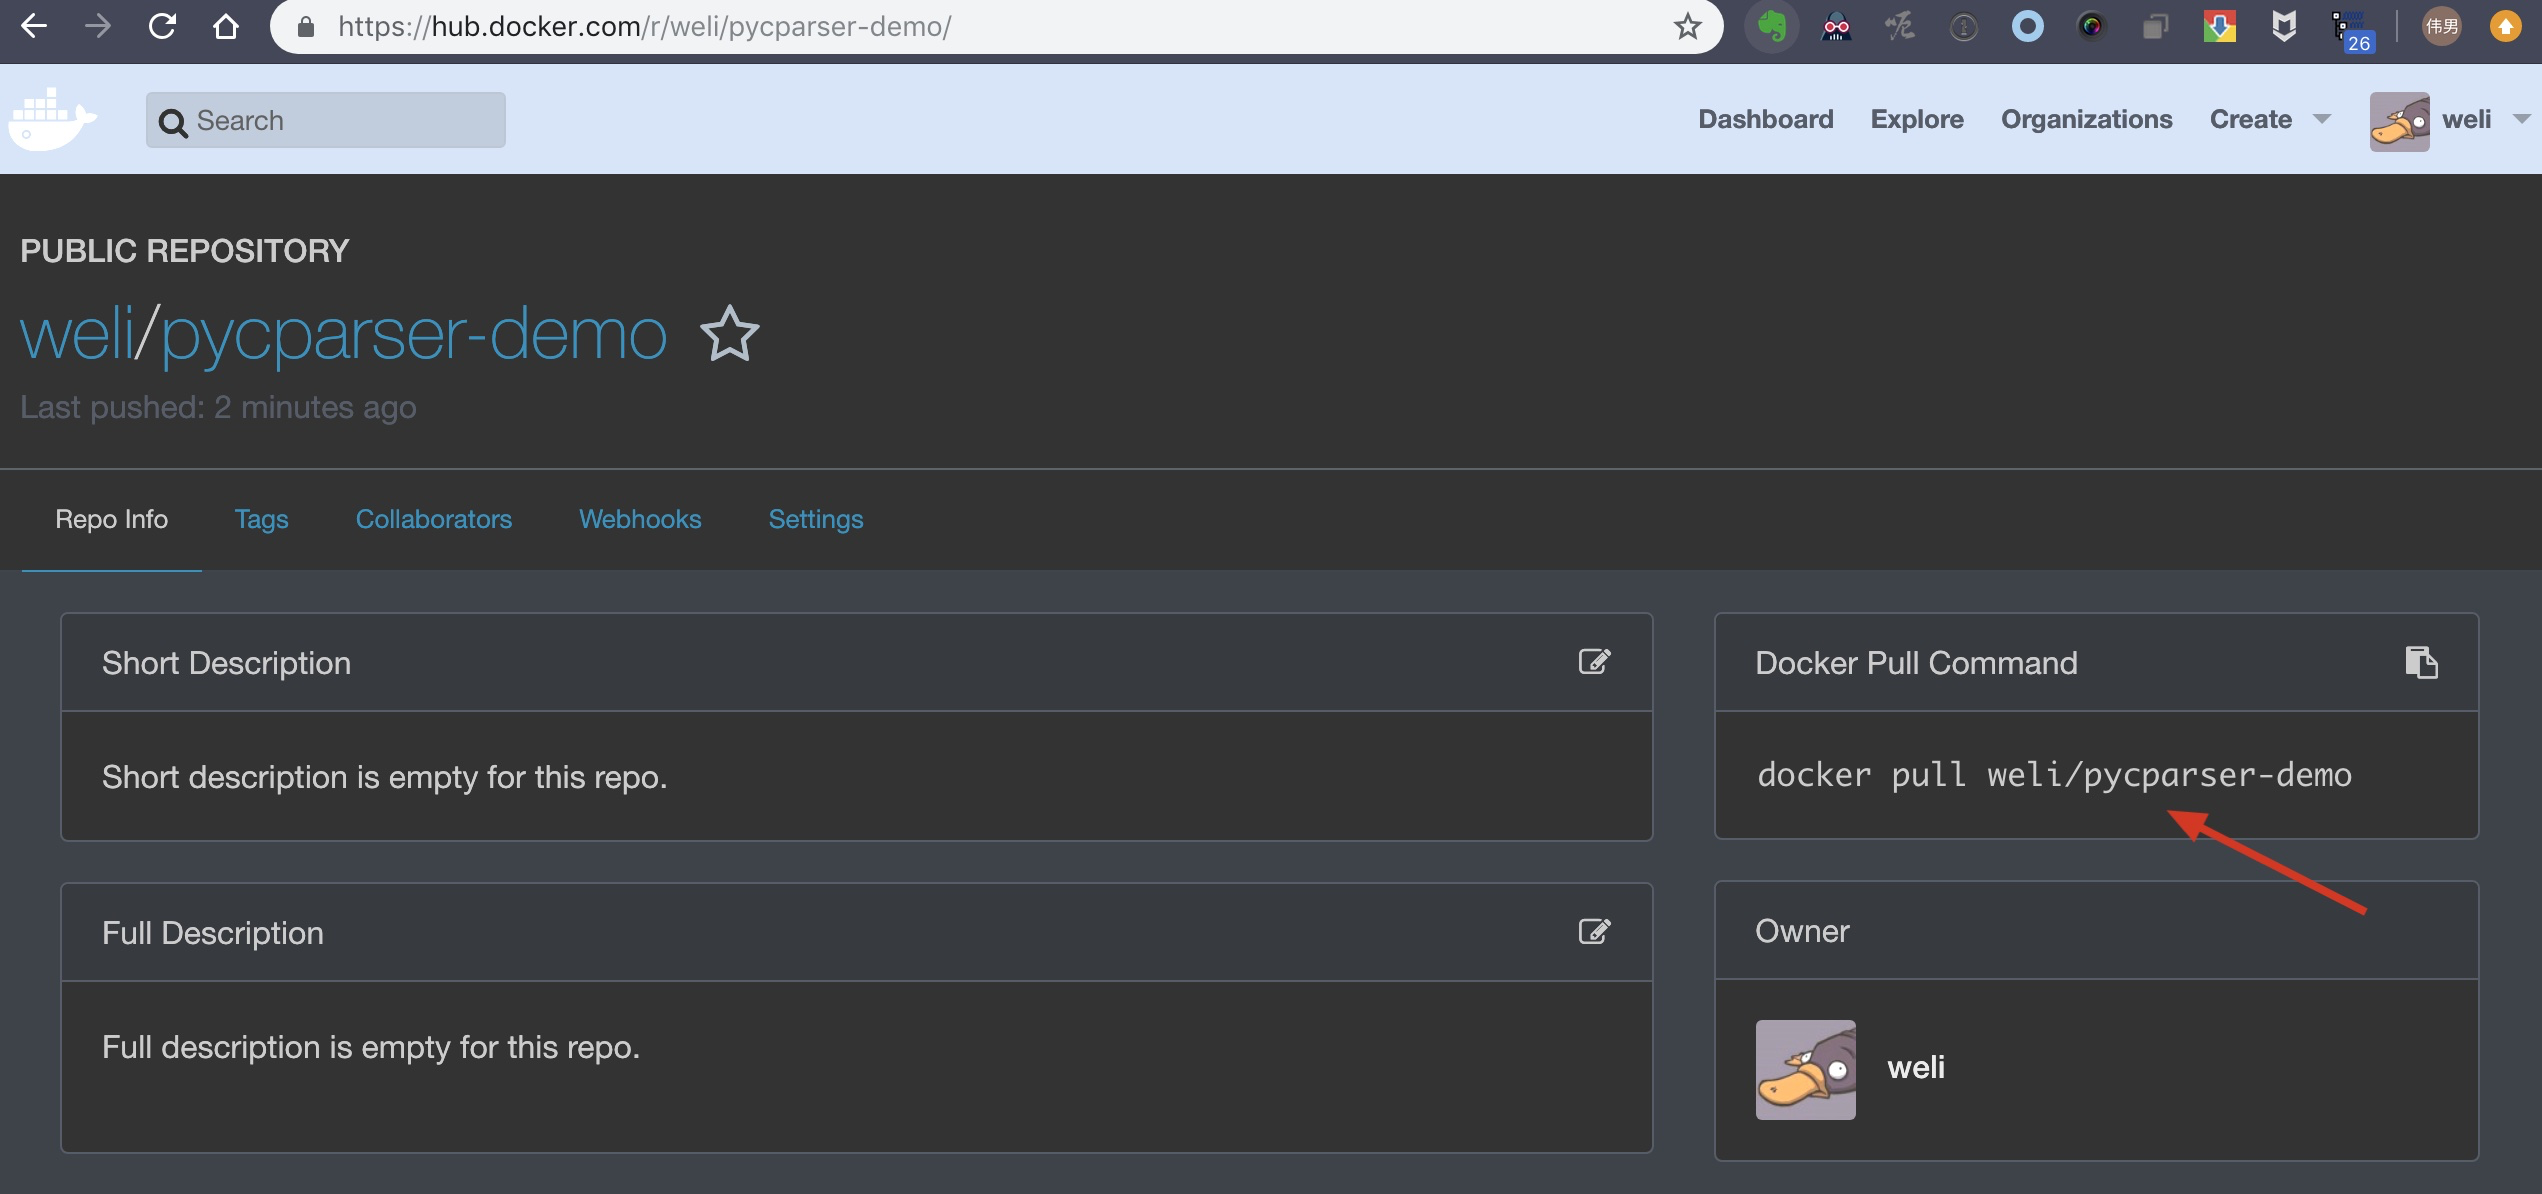 https://hub.docker.com/r/weli/pycparser-demo/
26
伟男
Search
Dashboard
Explore
Organizations
Create
weli
PUBLIC REPOSITORY
weli/pycparser-demo
Last pushed: 2 minutes ago
Repo Info
Tags
Collaborators
Webhooks
Settings
Short Description
Short description is empty for this repo.
Docker Pull Command
docker pull weli/pycparser-demo
Full Description
Full description is empty for this repo.
Owner
weli